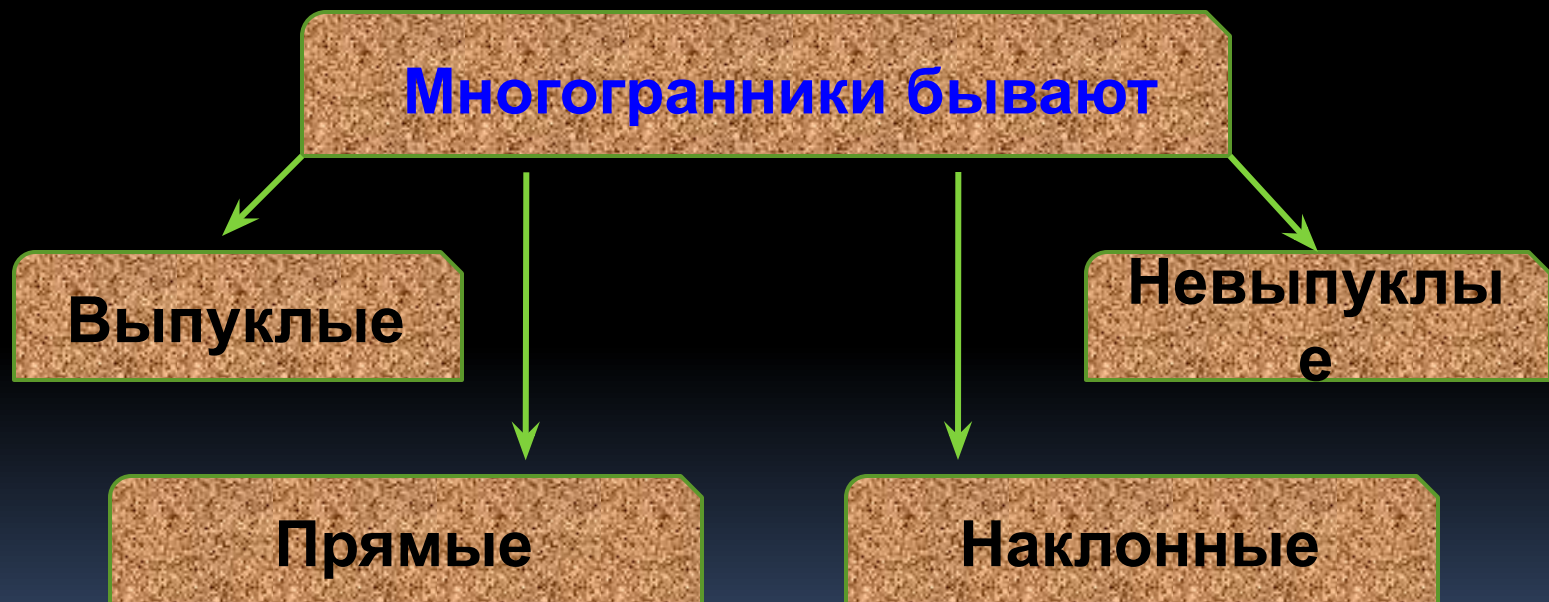 Многогранники бывают
Выпуклые
Невыпуклы
е
Прямые
Наклонные